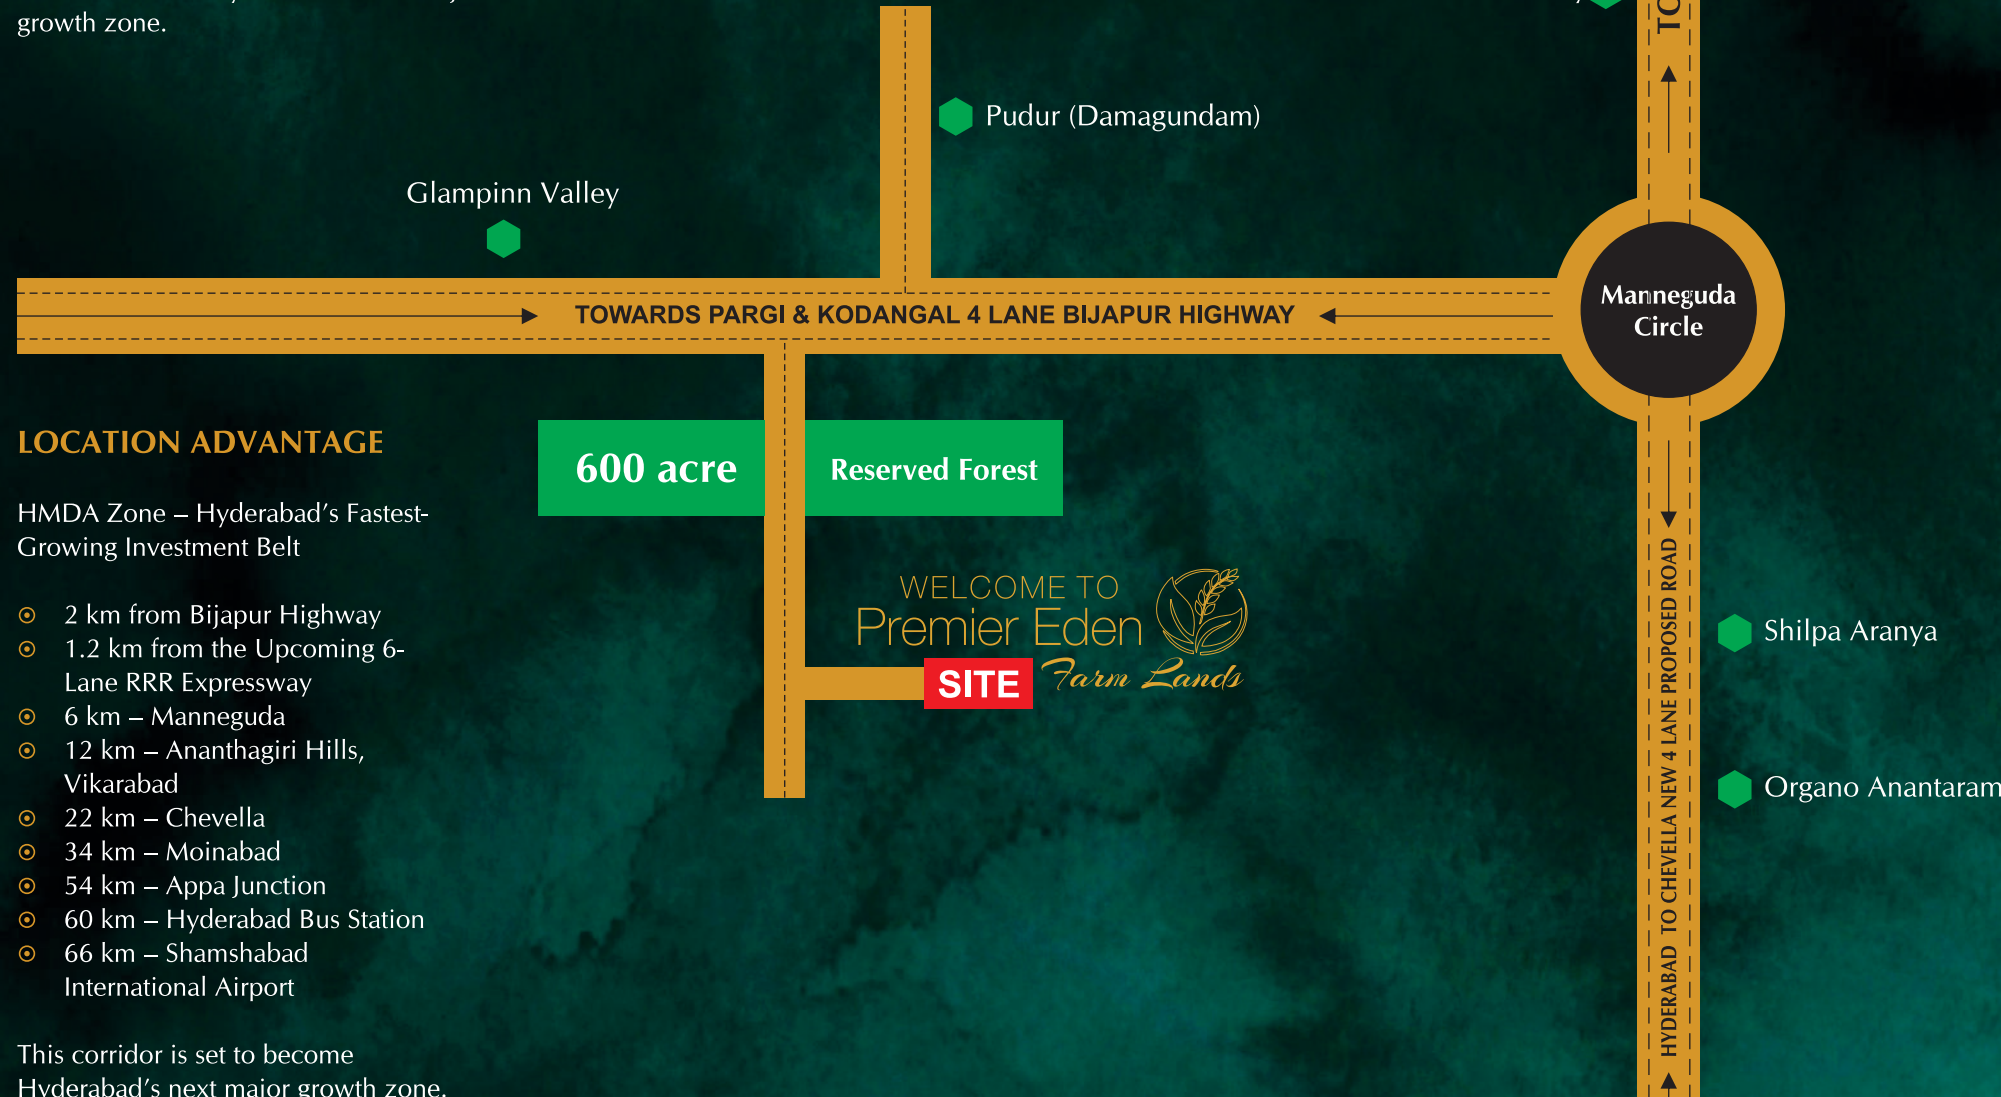 growth zone.
TO
Pudur (Damagundam)
Glampinn Valley
TOWARDS PARGI & KODANGAL 4 LANE BIJAPUR HIGHWAY
Manneguda
Circle
LOCATION ADVANTAGE
HMDA Zone – Hyderabad’s Fastest-
Growing Investment Belt
2 km from Bijapur Highway
1.2 km from the Upcoming 6-
Lane RRR Expressway
6 km – Manneguda
12 km – Ananthagiri Hills,
Vikarabad
22 km – Chevella
34 km – Moinabad
54 km – Appa Junction
60 km – Hyderabad Bus Station
66 km – Shamshabad
International Airport
This corridor is set to become
Hyderabad’s next major growth zone.
600 acre
Reserved Forest
WELCOME TO
Premier Eden
Farm Lands
SITE
HYDERABAD TO CHEVELLA NEW 4 LANE PROPOSED ROAD
Shilpa Aranya
Organo Anantaram